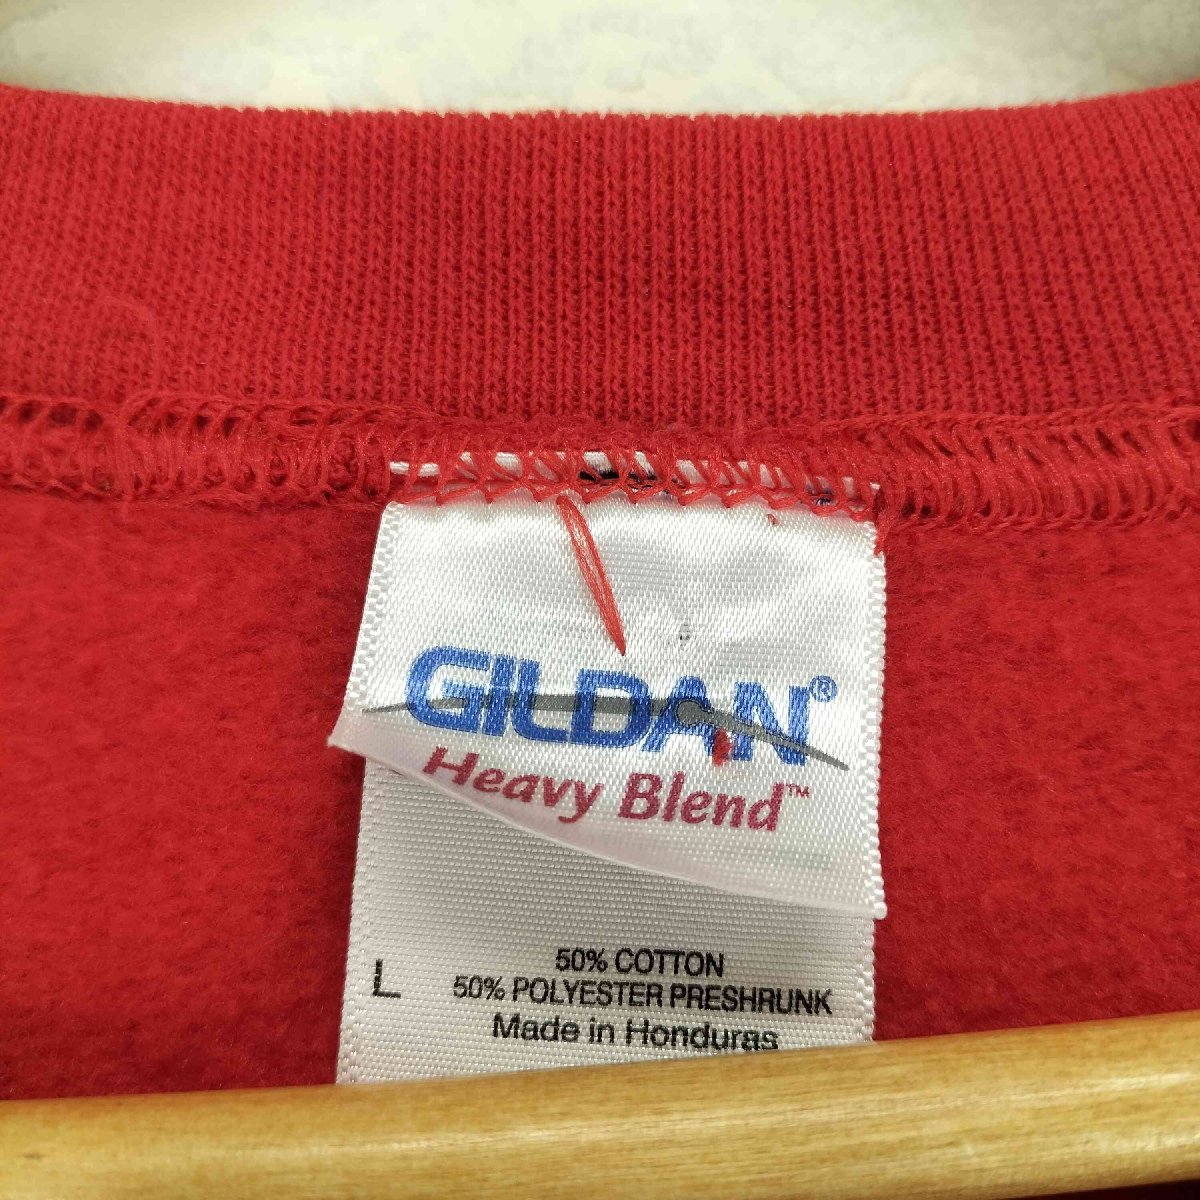 GILDAN®
Heavy Blend™
50% COTTON
L 50% POLYESTER PRESHRUNK
Made in Honduras